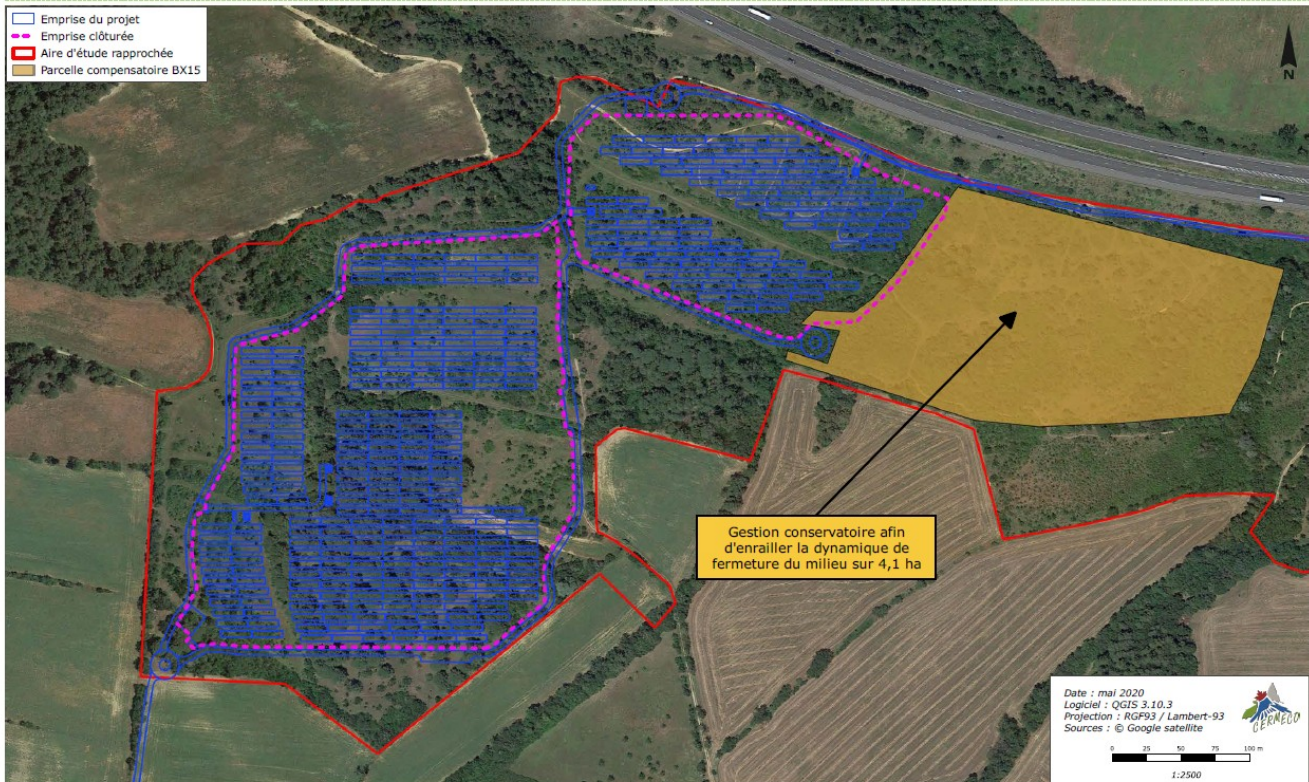 Emprise du projet
Emprise clôturée
Aire d'étude rapprochée
Parcelle compensatoire BX15
N
Gestion conservatoire afin
d'enrailler la dynamique de
fermeture du milieu sur 4,1 ha
Date : mai 2020
Logiciel : QGIS 3.10.3
Projection : RGF93 / Lambert-93
Sources : © Google satellite
CERMECO
0 25 50 75 100 m
1:2500